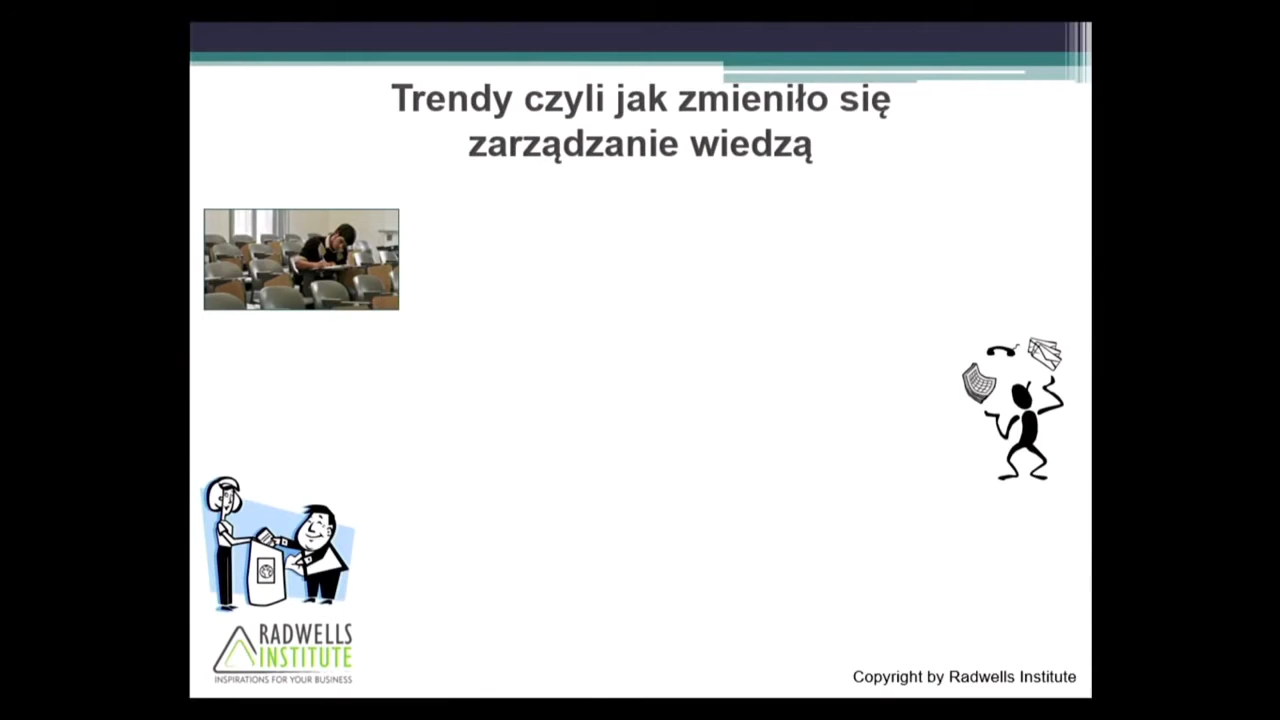 Trendy czyli jak zmieniło się
zarządzanie wiedzą
RADWELLS
INSTITUTE
INSPIRATIONS FOR YOUR BUSINESS
Copyright by Radwells Institute